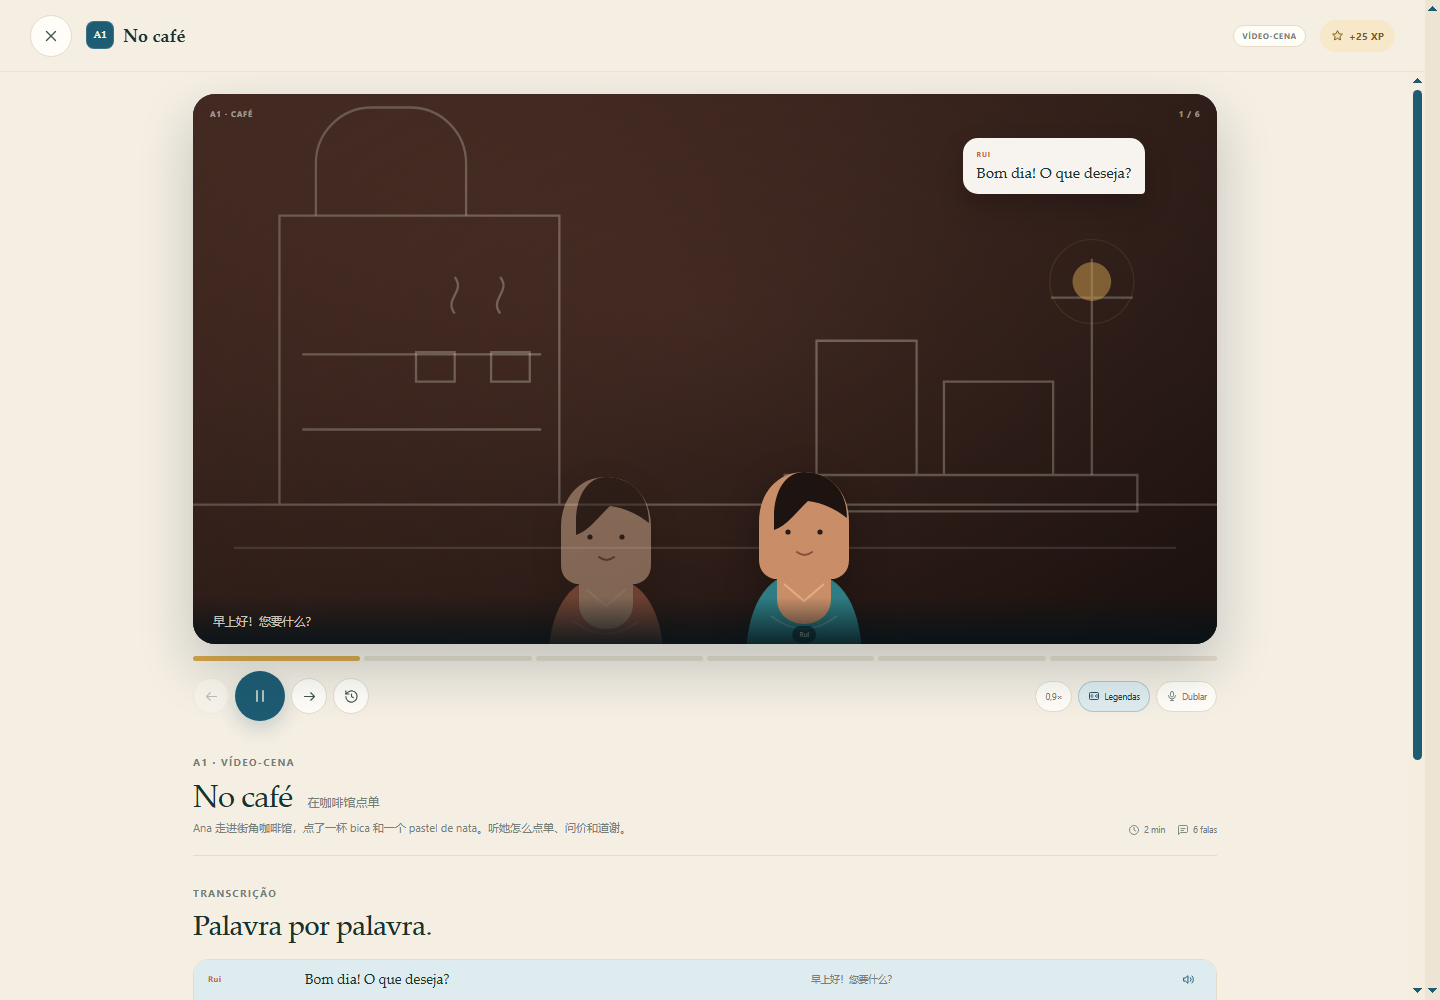 A1 No café
VÍDEO-CENA
+25 XP
A1 · CAFÉ
1 / 6
RUI
Bom dia! O que deseja?
早上好！您要什么？
Rui
0,9×
Legendas
Dublar
A1 · VÍDEO-CENA
No café 在咖啡馆点单
Ana 走进街角咖啡馆，点了一杯 bica 和一个 pastel de nata。听她怎么点单、问价和道谢。
2 min
6 falas
TRANSCRIÇÃO
Palavra por palavra.
Rui Bom dia! O que deseja? 早上好！您要什么？